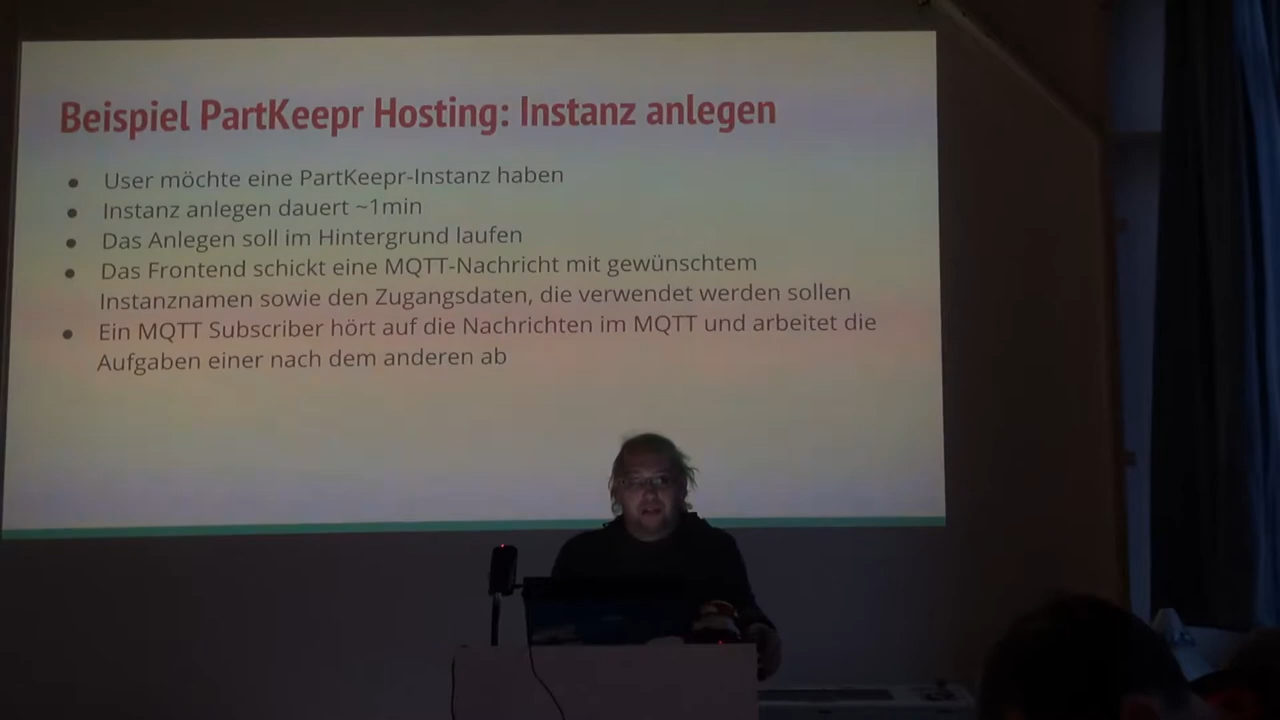 Beispiel PartKeepr Hosting: Instanz anlegen
● User möchte eine PartKeepr-Instanz haben
● Instanz anlegen dauert ~1min
● Das Anlegen soll im Hintergrund laufen
● Das Frontend schickt eine MQTT-Nachricht mit gewünschtem
Instanznamen sowie den Zugangsdaten, die verwendet werden sollen
● Ein MQTT Subscriber hört auf die Nachrichten im MQTT und arbeitet die
Aufgaben einer nach dem anderen ab